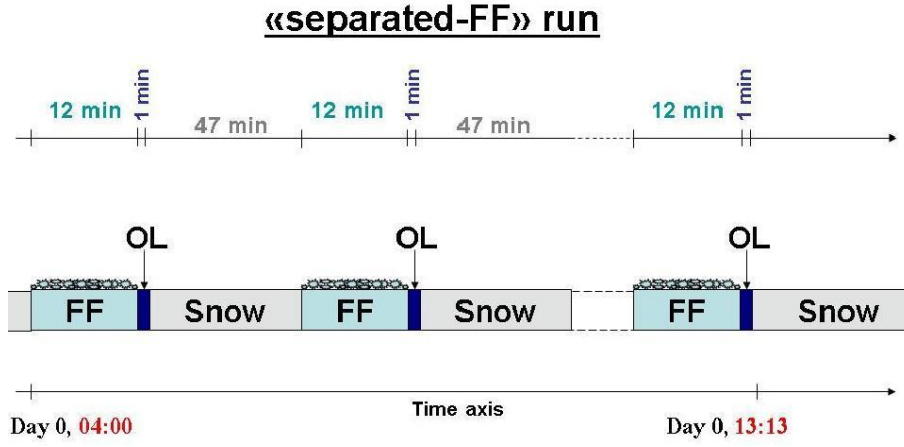 «separated-FF» run
12 min 1 min 47 min 12 min 1 min 47 min 12 min 1 min
OL OL OL
FF Snow FF Snow FF Snow
Time axis
Day 0, 04:00 Day 0, 13:13